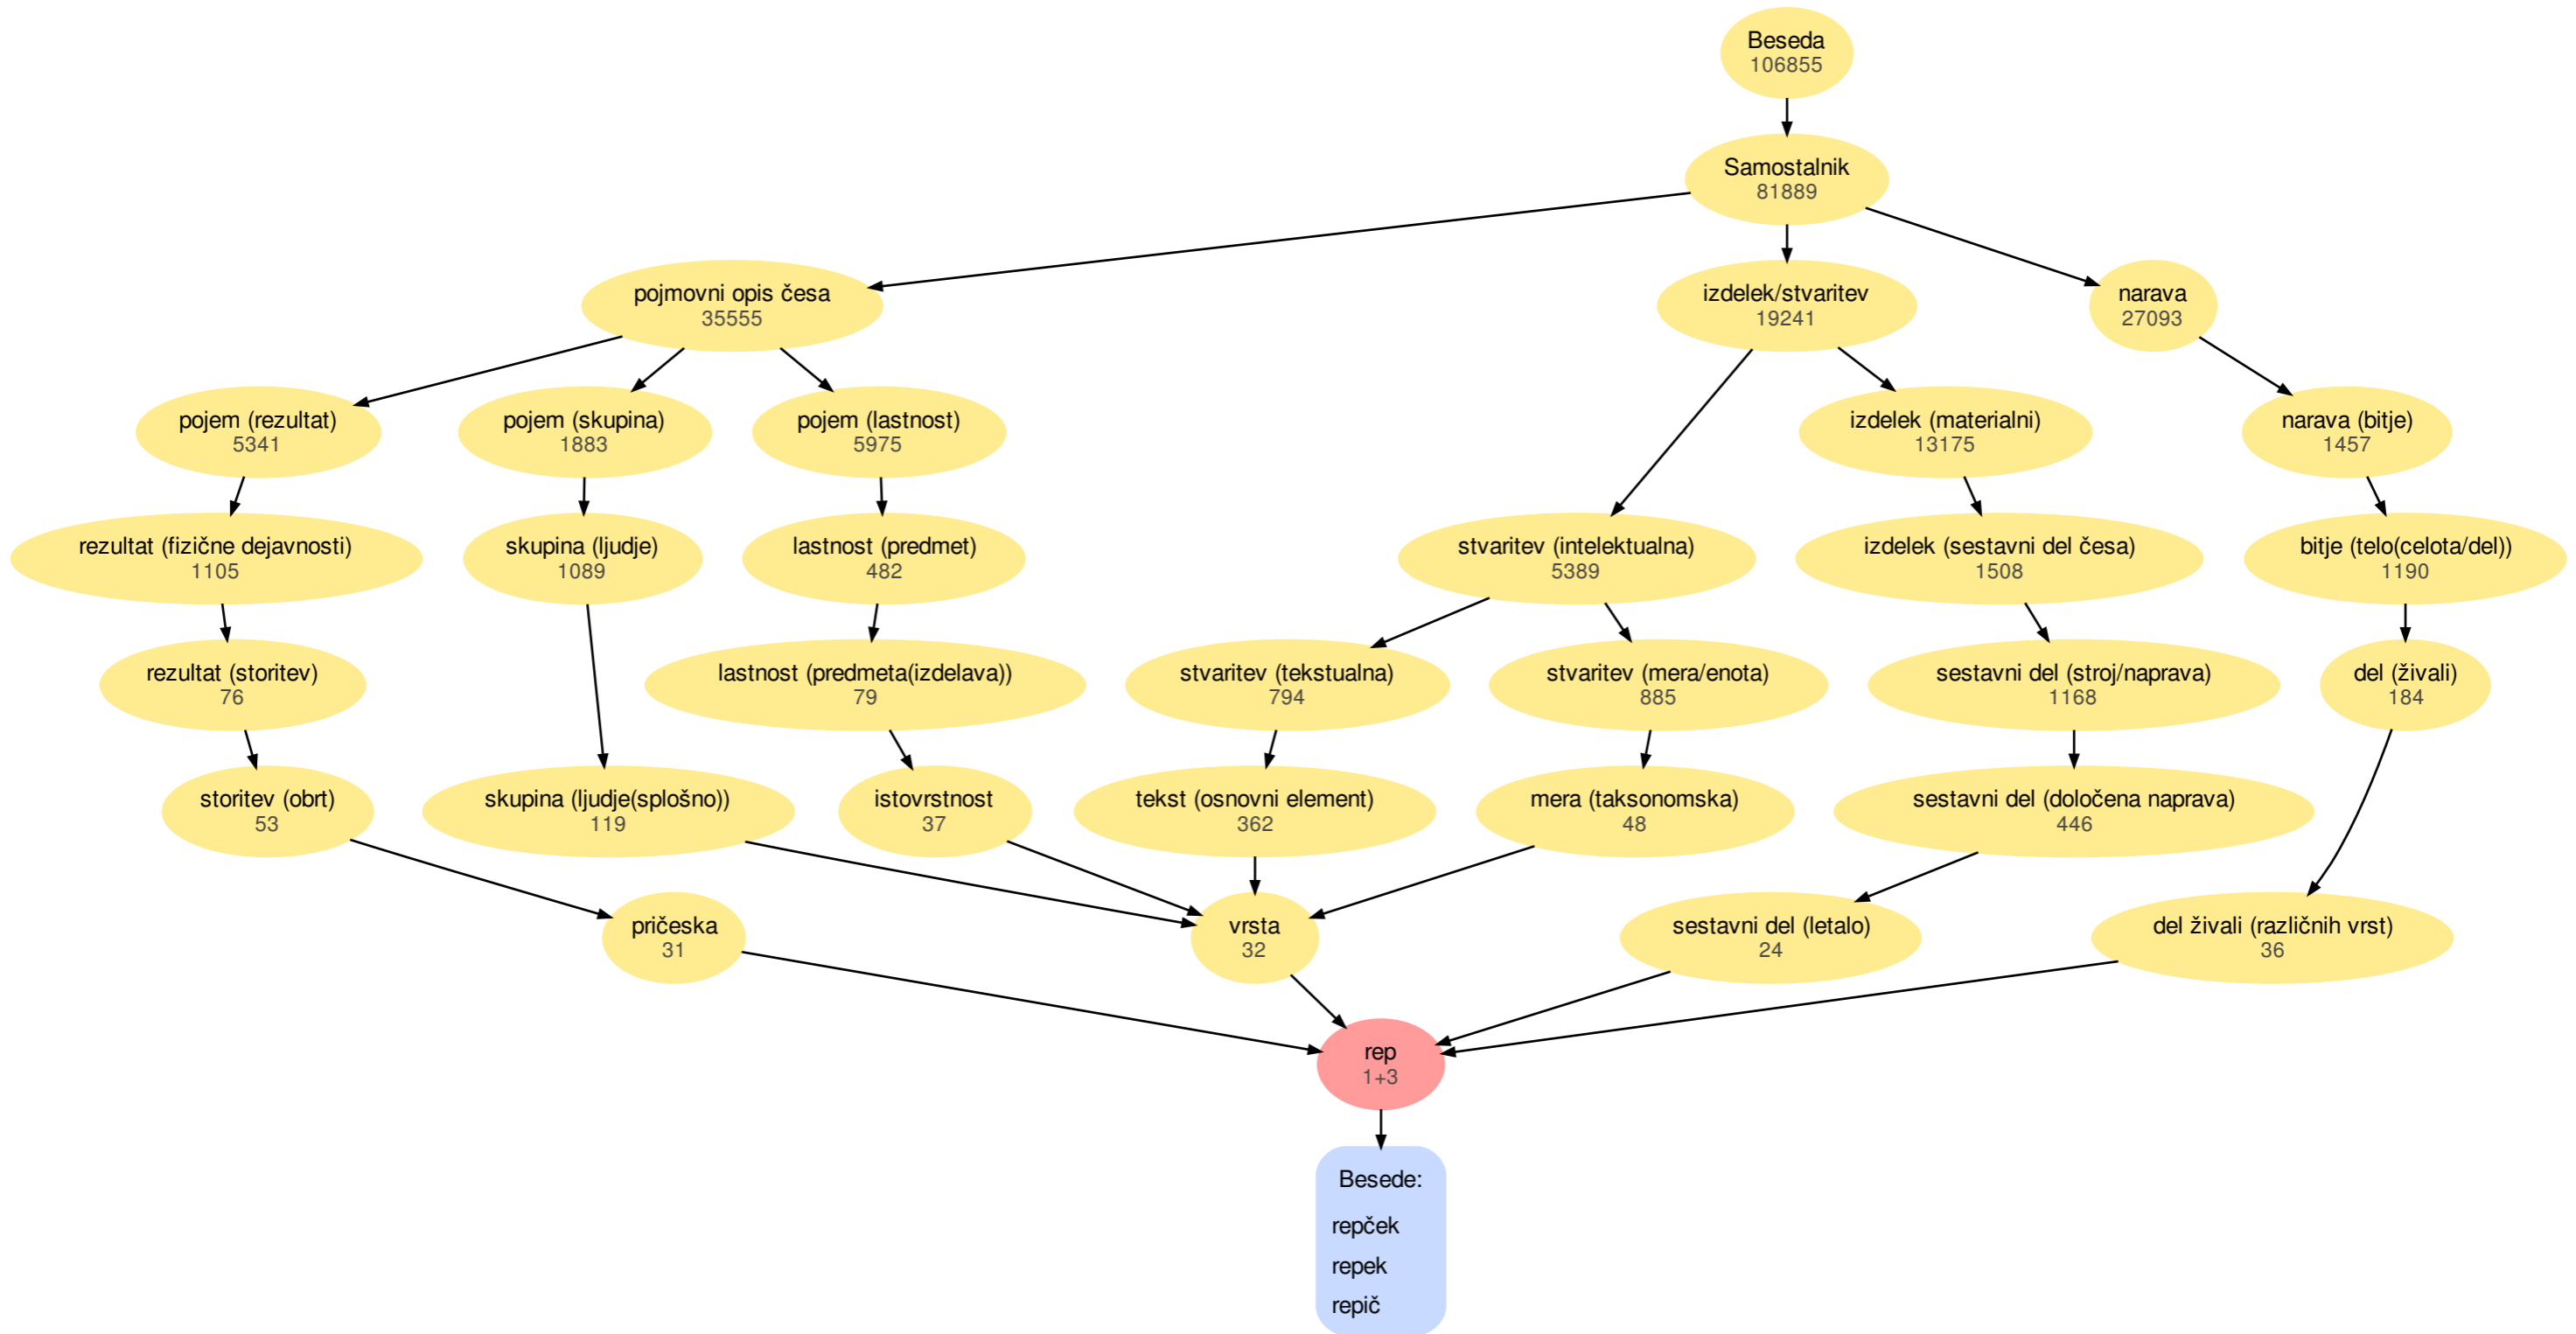 Beseda
106855
Samostalnik
81889
pojmovni opis česa
35555
izdelek/stvaritev
19241
narava
27093
pojem (rezultat)
5341
pojem (skupina)
1883
pojem (lastnost)
5975
izdelek (materialni)
13175
narava (bitje)
1457
rezultat (fizične dejavnosti)
1105
skupina (ljudje)
1089
lastnost (predmet)
482
stvaritev (intelektualna)
5389
izdelek (sestavni del česa)
1508
bitje (telo(celota/del))
1190
rezultat (storitev)
76
lastnost (predmeta(izdelava))
79
stvaritev (tekstualna)
794
stvaritev (mera/enota)
885
sestavni del (stroj/naprava)
1168
del (živali)
184
storitev (obrt)
53
skupina (ljudje(splošno))
119
istovrstnost
37
tekst (osnovni element)
362
mera (taksonomska)
48
sestavni del (določena naprava)
446
pričeska
31
vrsta
32
sestavni del (letalo)
24
del živali (različnih vrst)
36
rep
1+3
Besede:
repček
repek
repič